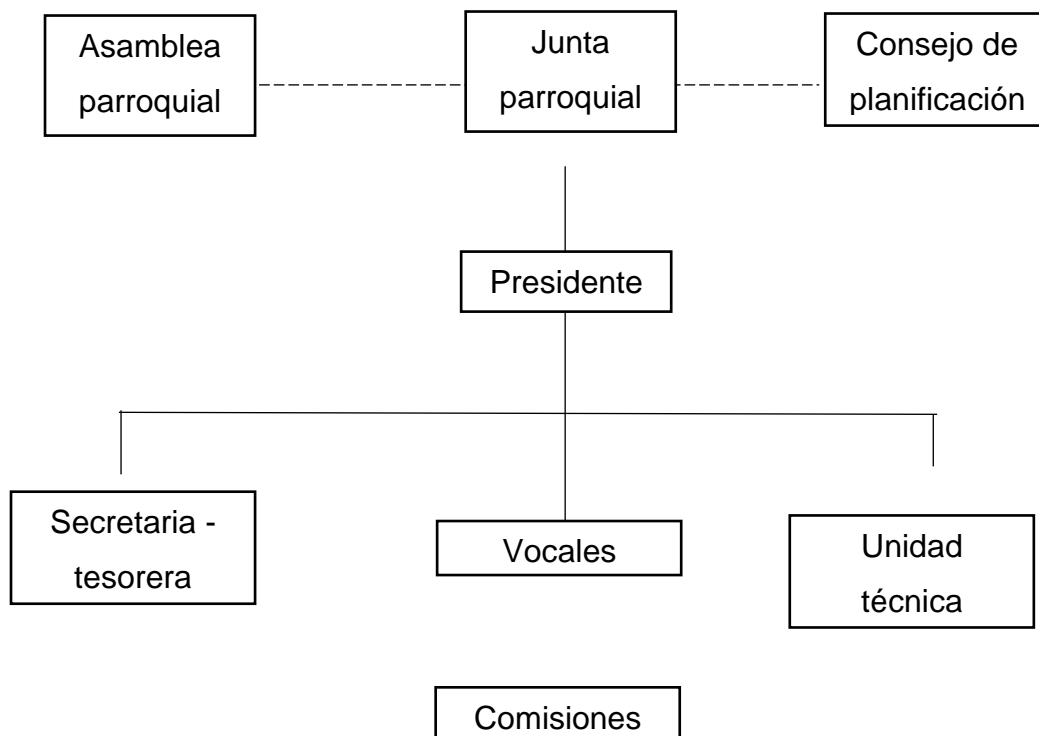 Asamblea
parroquial
Junta
parroquial
Consejo de
planificación
Presidente
Secretaria -
tesorera
Vocales
Unidad
técnica
Comisiones